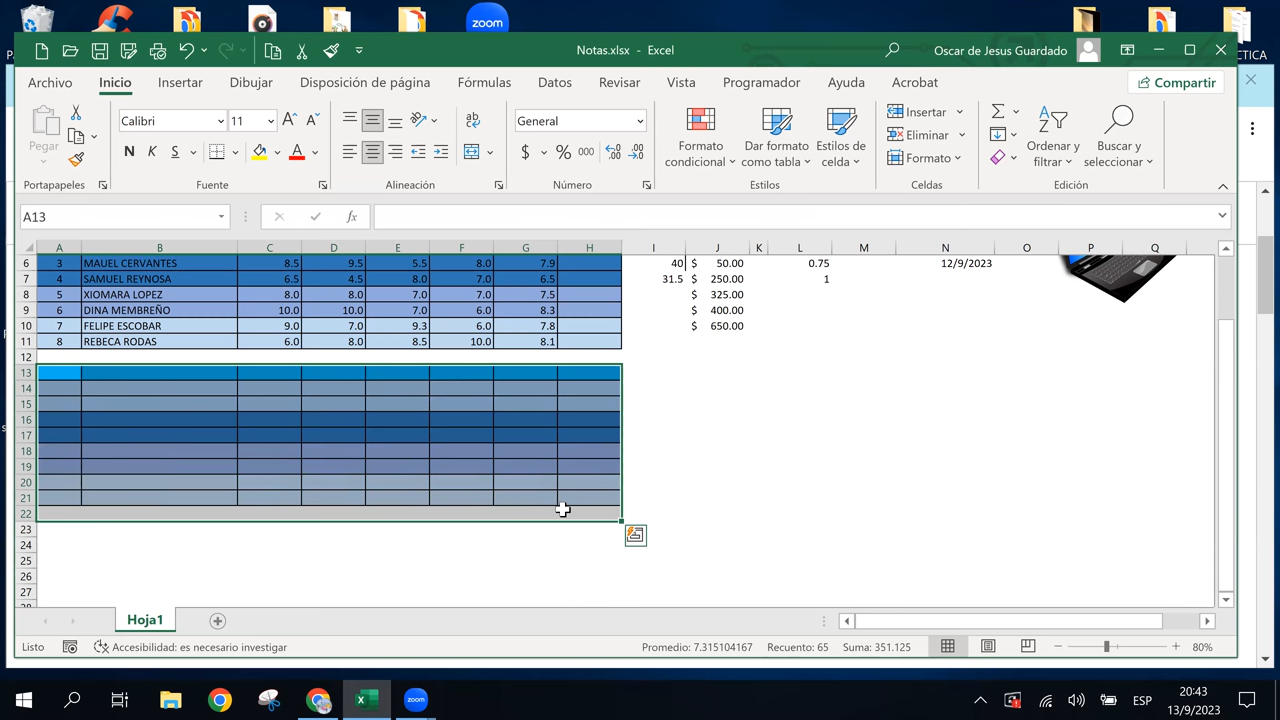 zoom
CTICA
Notas.xlsx - Excel
Oscar de Jesus Guardado
Archivo Inicio Insertar Dibujar Disposición de página Fórmulas Datos Revisar Vista Programador Ayuda Acrobat Compartir
Pegar
Calibri 11
N K S
ab
General
$ % 000
Formato condicional
Dar formato como tabla
Estilos de celda
Insertar
Eliminar
Formato
Ordenar y filtrar
Buscar y seleccionar
Portapapeles Fuente Alineación Número Estilos Celdas Edición
A13 fx
A B C D E F G H I J K L M N O P Q
6 3 MAUEL CERVANTES 8.5 9.5 5.5 8.0 7.9 40 $ 50.00 0.75 12/9/2023
7 4 SAMUEL REYNOSA 6.5 4.5 8.0 7.0 6.5 31.5 $ 250.00 1
8 5 XIOMARA LOPEZ 8.0 8.0 7.0 7.0 7.5 $ 325.00
9 6 DINA MEMBREÑO 10.0 10.0 7.0 6.0 8.3 $ 400.00
10 7 FELIPE ESCOBAR 9.0 7.0 9.3 6.0 7.8 $ 650.00
11 8 REBECA RODAS 6.0 8.0 8.5 10.0 8.1
12
13
14
15
16
17
18
19
20
21
22
23
24
25
26
27
Hoja1
Listo Accesibilidad: es necesario investigar Promedio: 7.315104167 Recuento: 65 Suma: 351.125 80%
zoom
ESP
20:43
13/9/2023